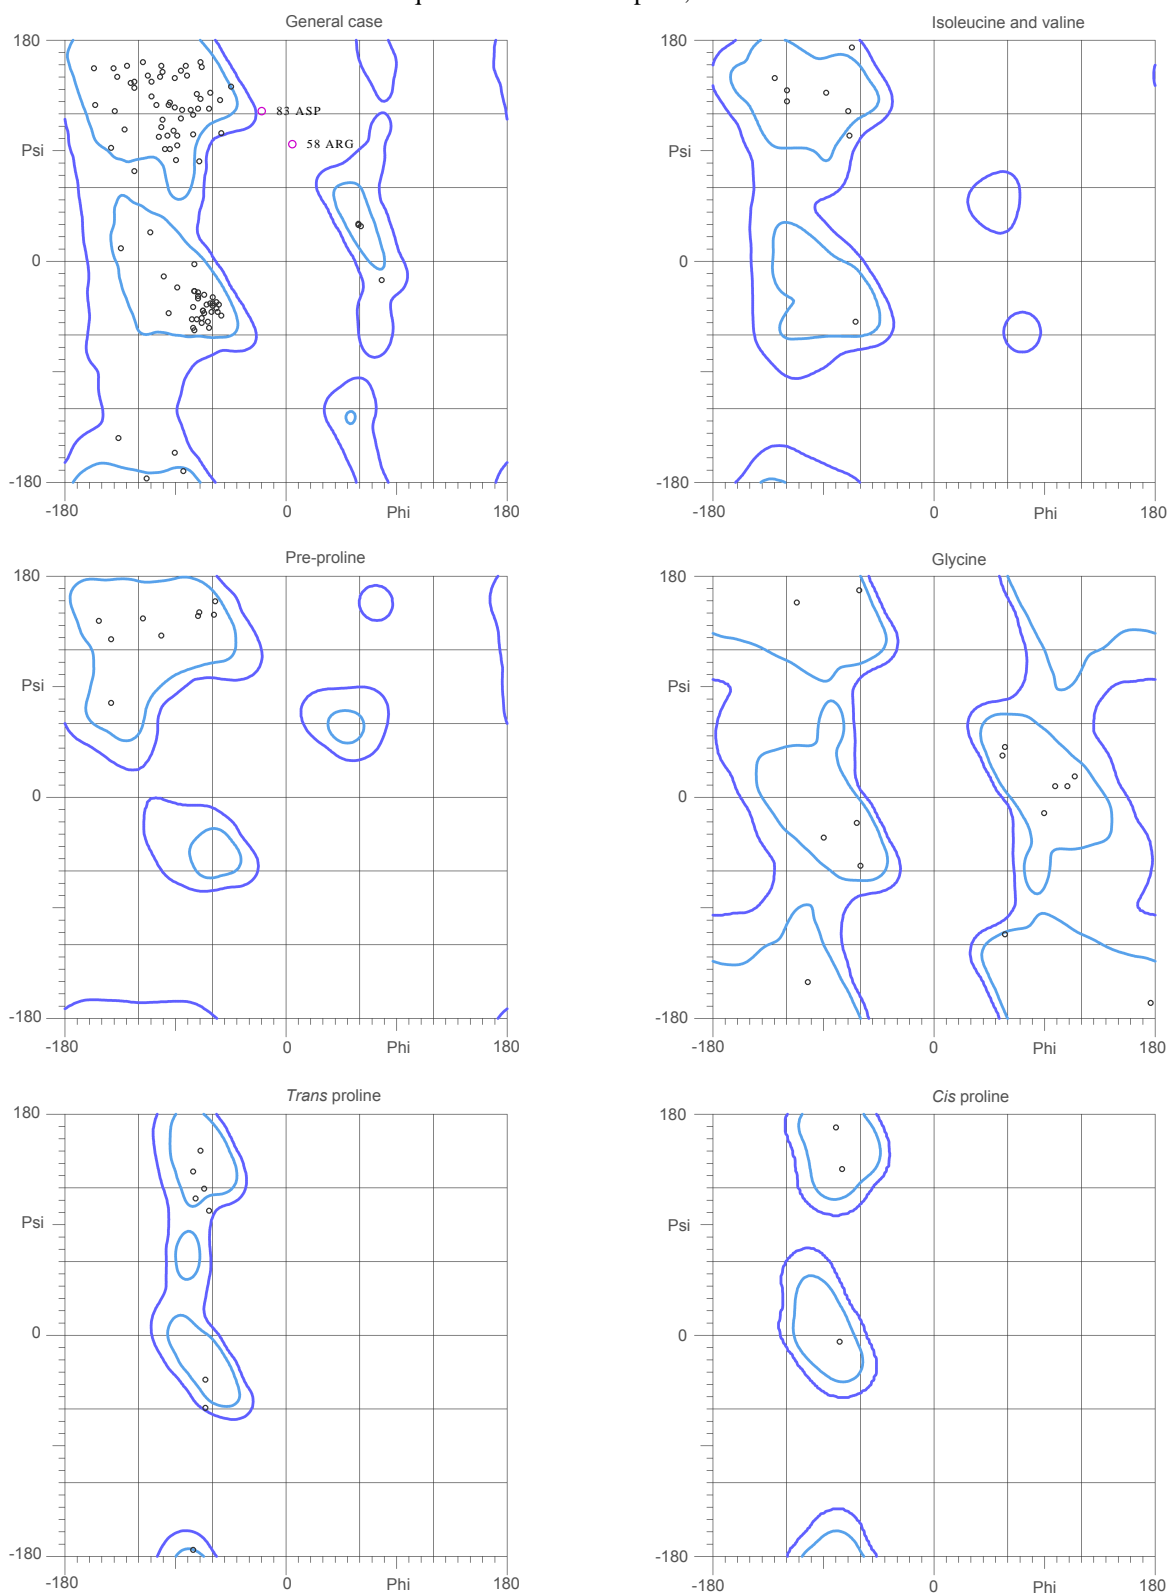 General case
Isoleucine and valine
180
180
83 ASP
58 ARG
Psi
Psi
0
0
-180
-180
-180
0
Phi
180
-180
0
Phi
180
Pre-proline
Glycine
180
180
Psi
Psi
0
0
-180
-180
-180
0
Phi
180
-180
0
Phi
180
Trans proline
Cis proline
180
180
Psi
Psi
0
0
-180
-180
-180
0
Phi
180
-180
0
Phi
180